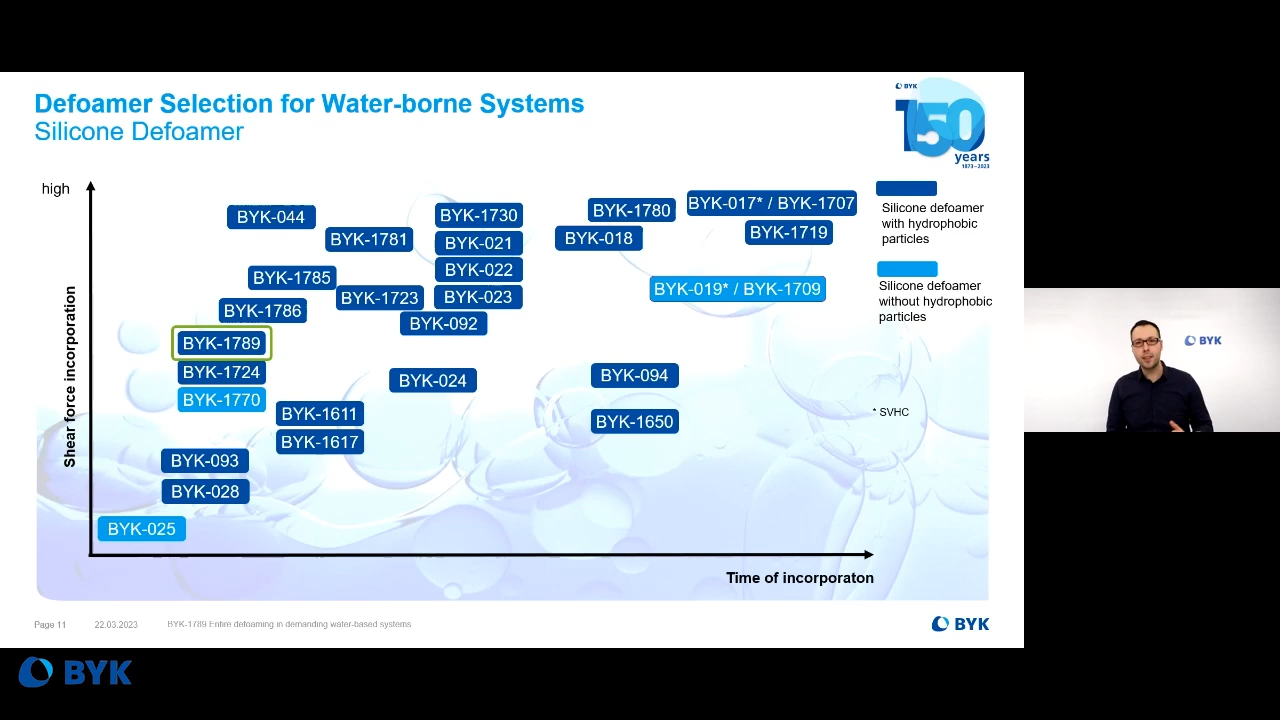 Defoamer Selection for Water-borne Systems
Silicone Defoamer
BYK
150
years
1873–2023
high
Shear force incorporation
BYK-044
BYK-1730
BYK-1780
BYK-017* / BYK-1707
BYK-1781
BYK-021
BYK-018
BYK-1719
BYK-1785
BYK-022
BYK-1723
BYK-023
BYK-019* / BYK-1709
BYK-1786
BYK-092
BYK-1789
BYK-1724
BYK-024
BYK-094
BYK-1770
BYK-1611
BYK-1650
BYK-1617
BYK-093
BYK-028
BYK-025
Time of incorporaton
Silicone defoamer
with hydrophobic
particles
Silicone defoamer
without hydrophobic
particles
* SVHC
BYK
Page 11 22.03.2023 BYK-1789 Entire defoaming in demanding water-based systems
BYK
BYK